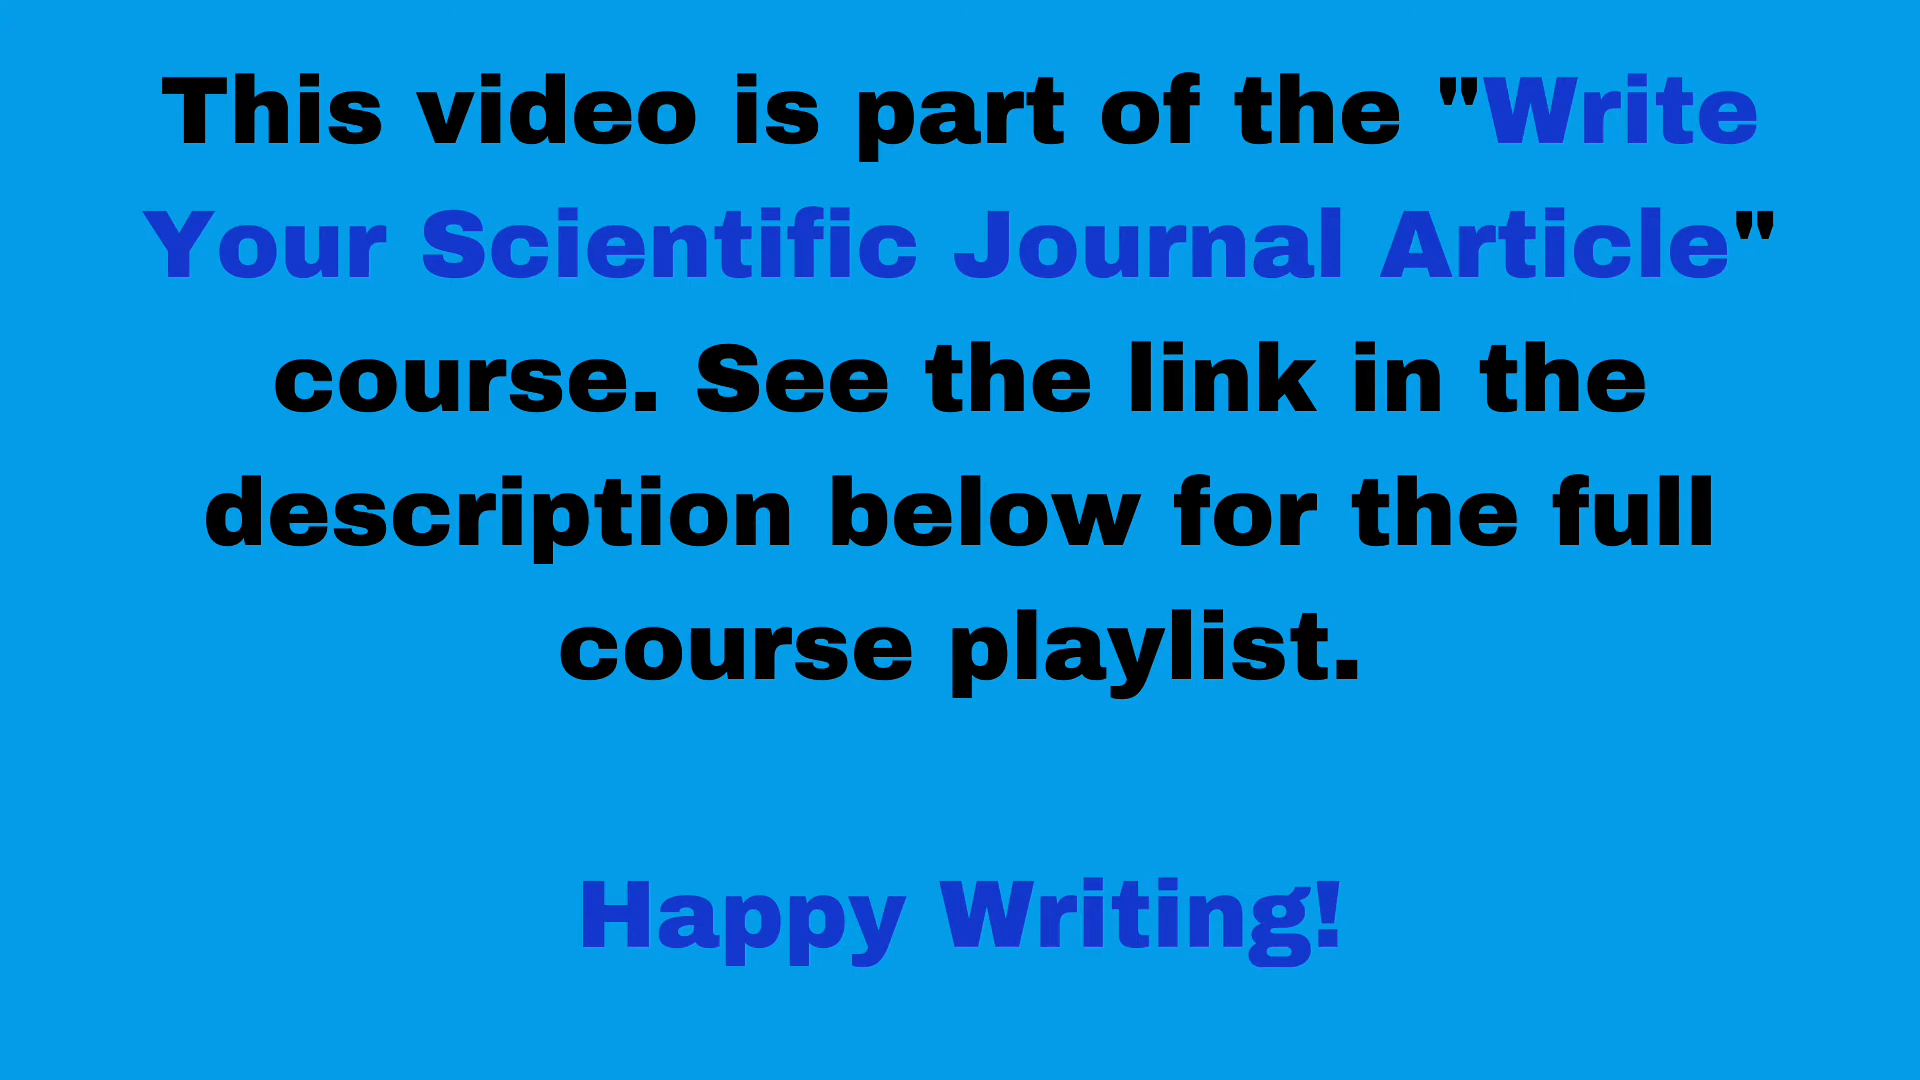 This video is part of the "Write
Your Scientific Journal Article"
course. See the link in the
description below for the full
course playlist.
Happy Writing!